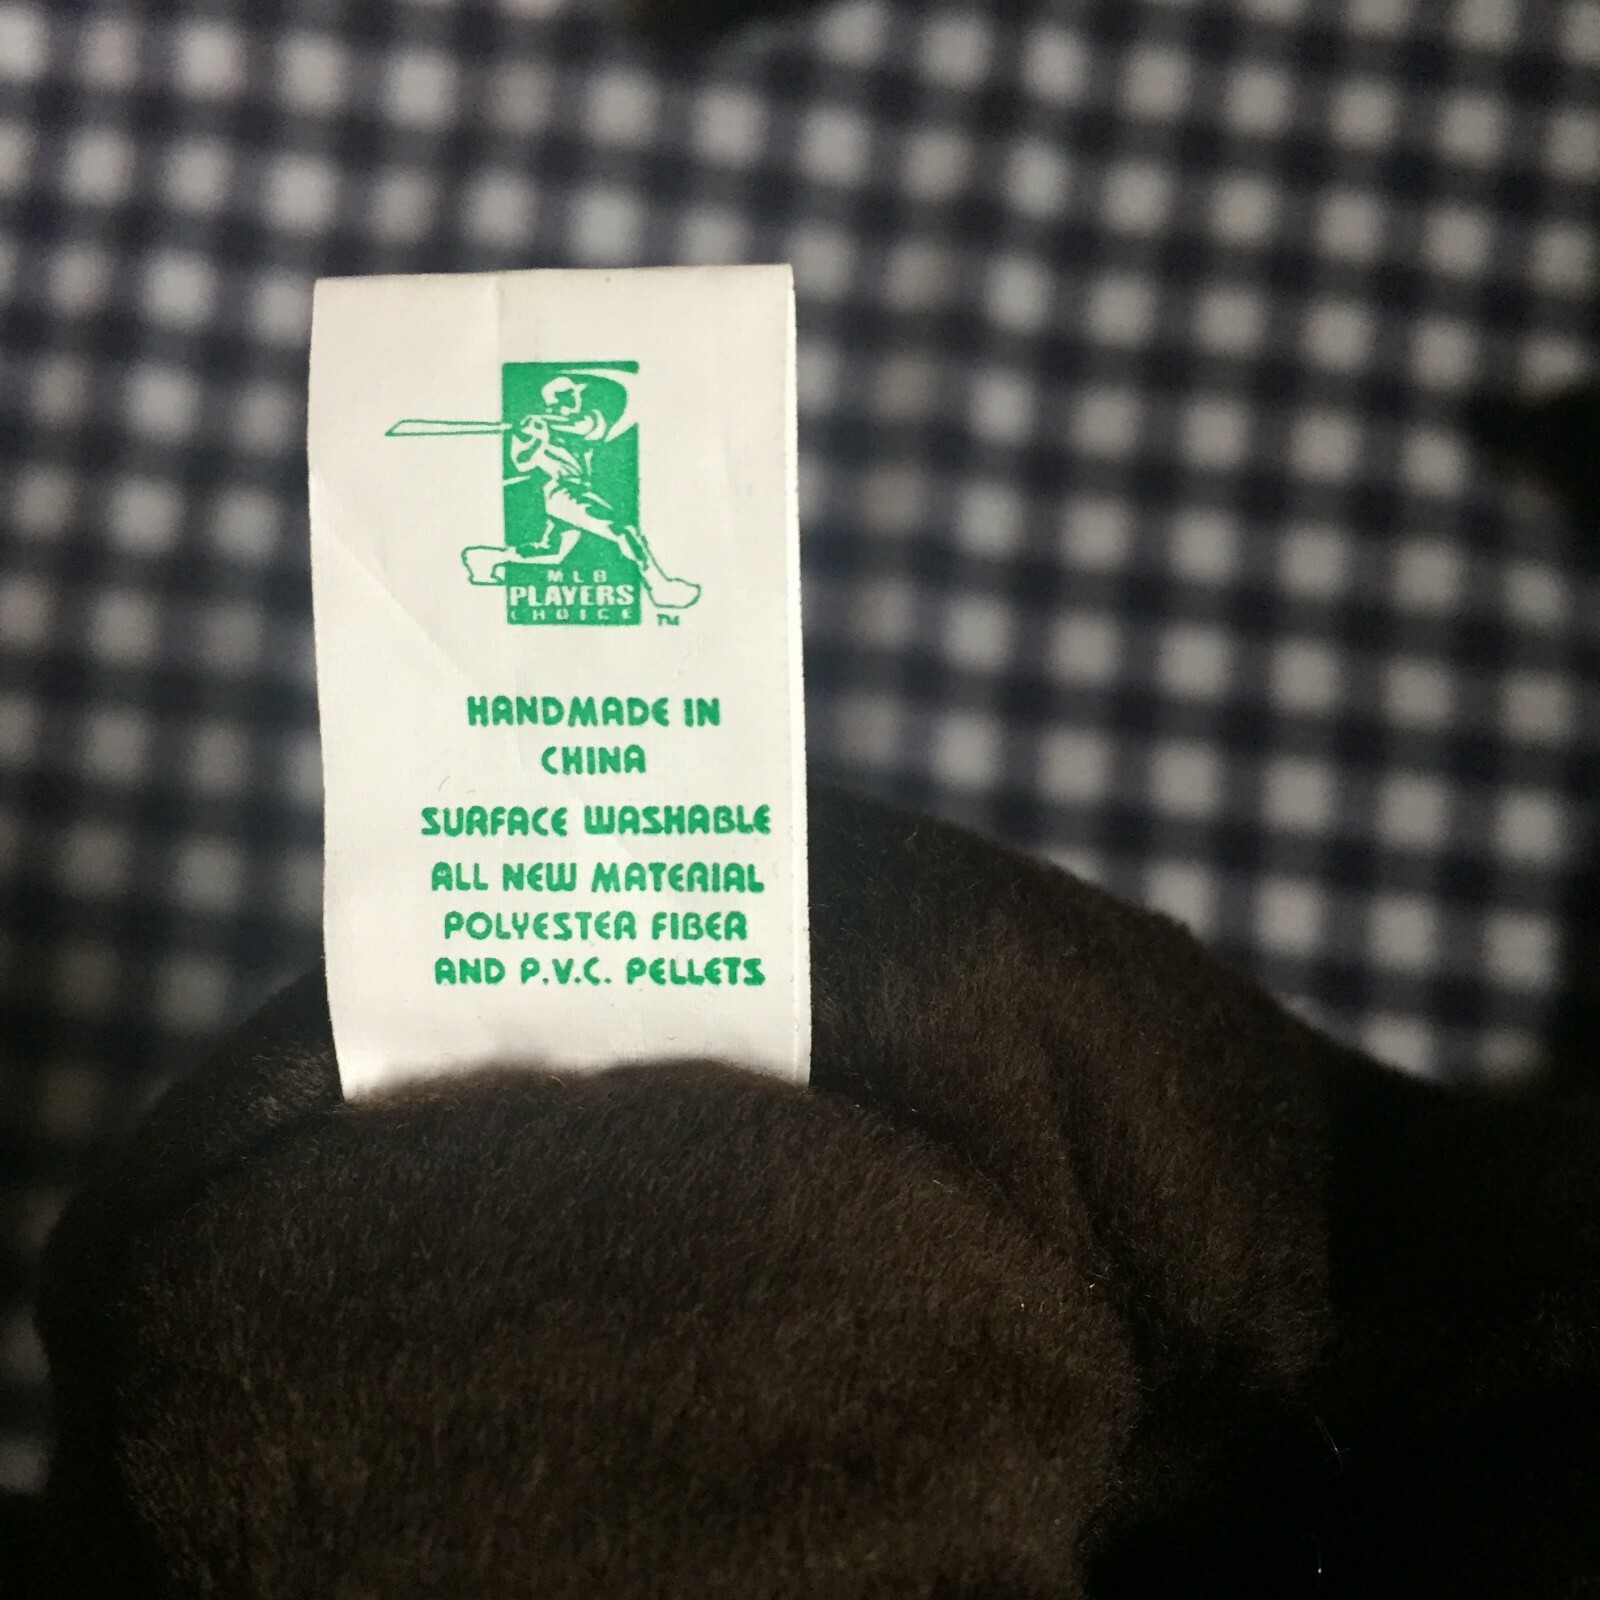 MLB
PLAYERS
CHOICE
TM
HANDMADE IN
CHINA
SURFACE WASHABLE
ALL NEW MATERIAL
POLYESTER FIBER
AND P.V.C. PELLETS